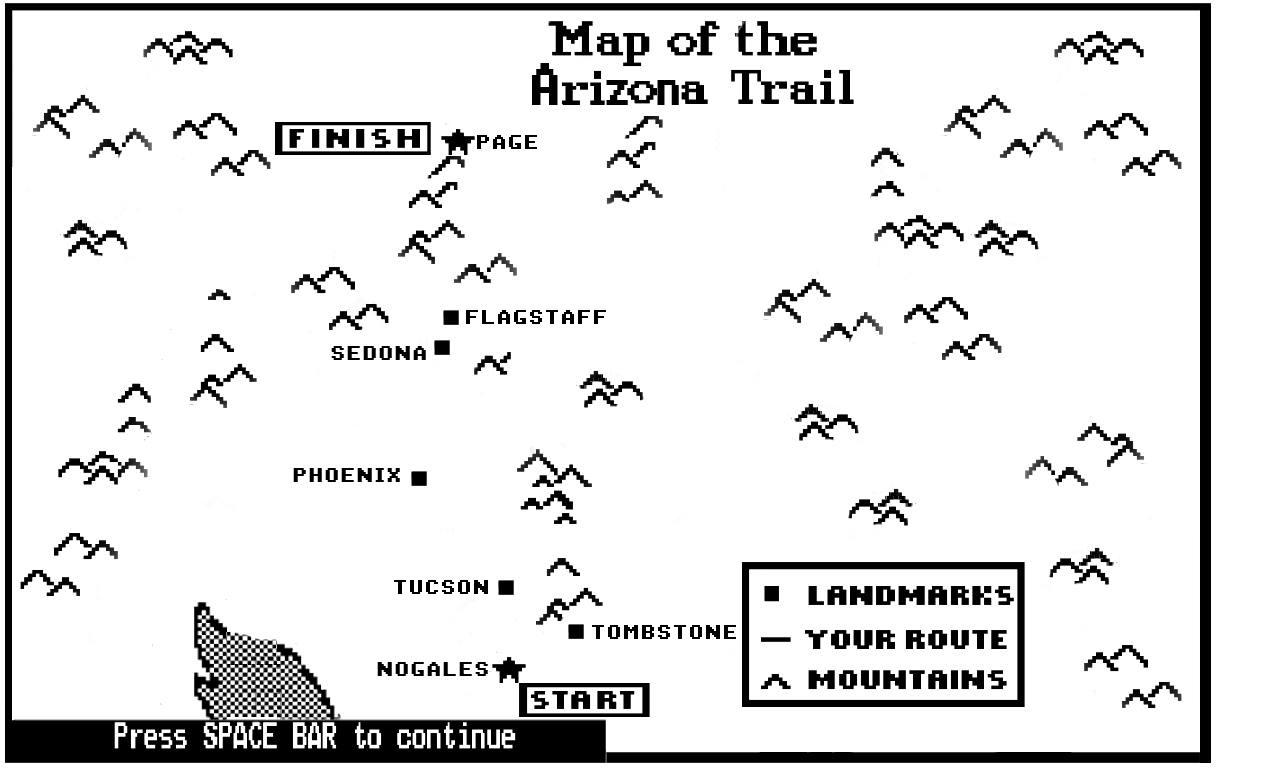 Map of the
Arizona Trail
FINISH
PAGE
FLAGSTAFF
SEDONA
PHOENIX
TUCSON
TOMBSTONE
NOGALES
START
LANDMARKS
YOUR ROUTE
MOUNTAINS
Press SPACE BAR to continue